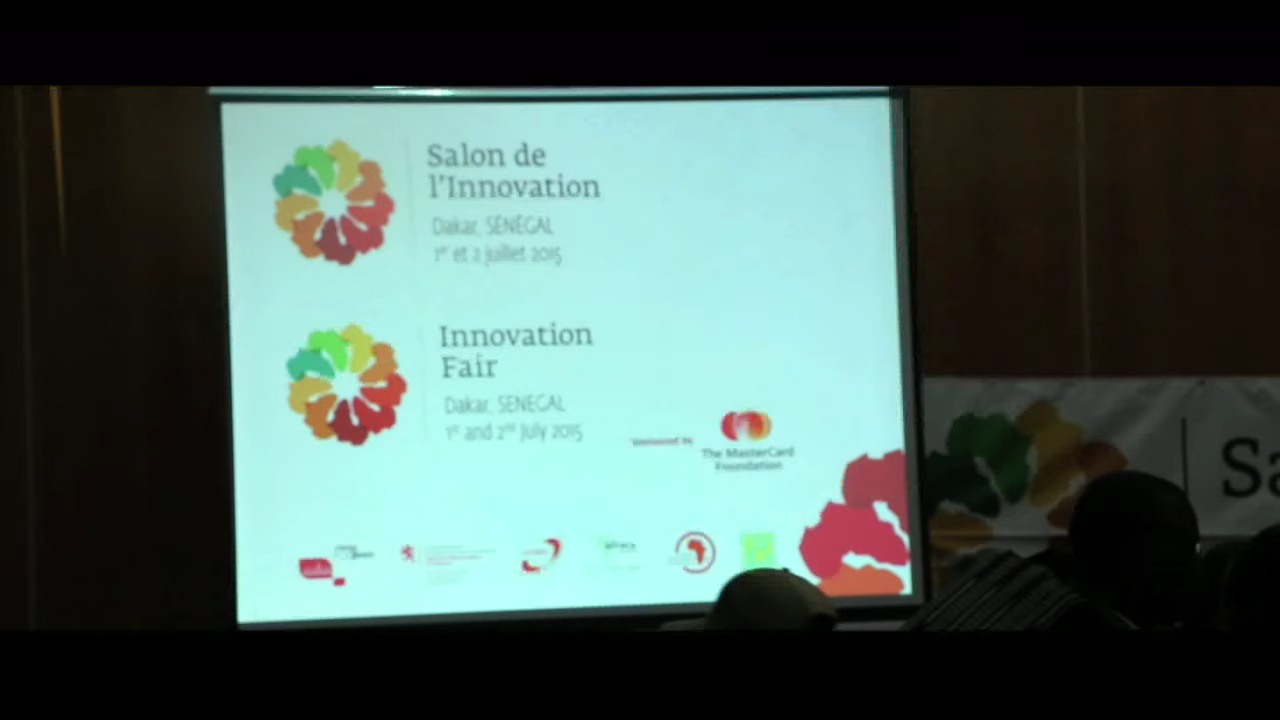 Salon de
l'Innovation
Dakar, SÉNÉGAL
1er et 2 juillet 2015
Innovation
Fair
Dakar, SENEGAL
1st and 2nd July 2015
Sponsored by
The MasterCard
Foundation
Sa